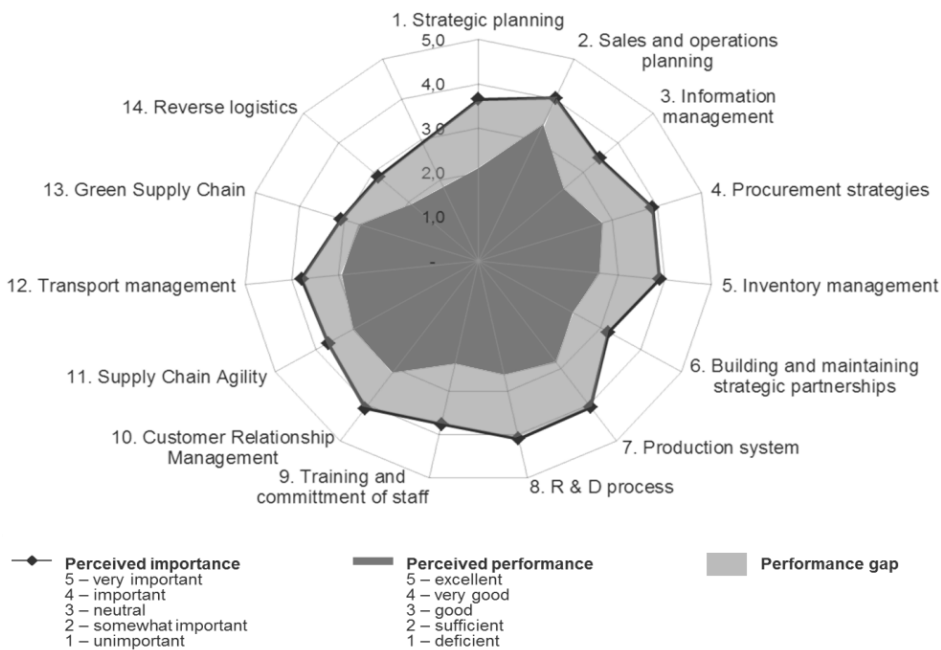 1. Strategic planning
5,0
4,0
3,0
2,0
1,0
-
2. Sales and operations
planning
3. Information
management
4. Procurement strategies
5. Inventory management
6. Building and maintaining
strategic partnerships
7. Production system
8. R & D process
9. Training and
committment of staff
10. Customer Relationship
Management
11. Supply Chain Agility
12. Transport management
13. Green Supply Chain
14. Reverse logistics
Perceived importance
5 – very important
4 – important
3 – neutral
2 – somewhat important
1 – unimportant
Perceived performance
5 – excellent
4 – very good
3 – good
2 – sufficient
1 – deficient
Performance gap